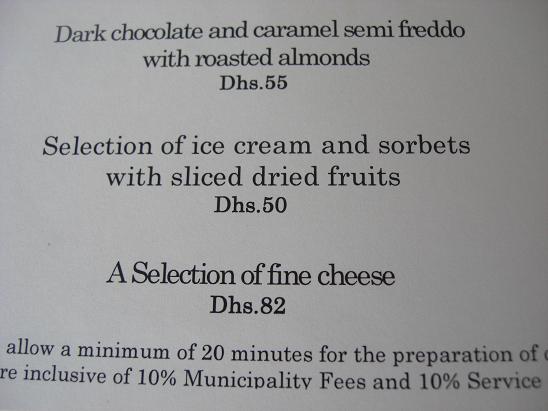 Dark chocolate and caramel semi freddo
with roasted almonds
Dhs.55
Selection of ice cream and sorbets
with sliced dried fruits
Dhs.50
A Selection of fine cheese
Dhs.82
allow a minimum of 20 minutes for the preparation of
re inclusive of 10% Municipality Fees and 10% Service